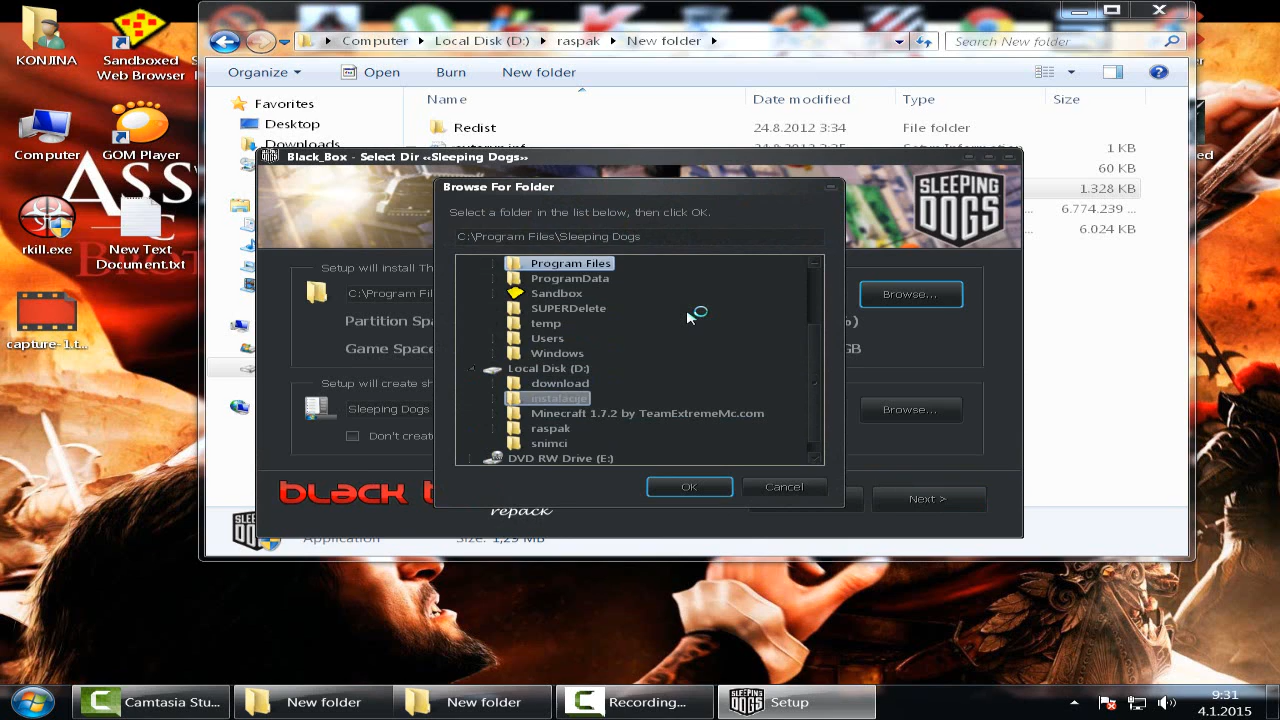 KONJINA
Sandboxed
Web Browser
Computer
GOM Player
rkill.exe
New Text
Document.txt
capture-1.t...
ASS
Computer Local Disk (D:) raspak New folder
Search New folder
Organize Open Burn New folder
Favorites
Desktop
Downloads
Name Date modified Type Size
Redist 24.8.2012 3:34 File folder
1 KB
60 KB
1.328 KB
6.774.239 ...
6.024 KB
Black_Box - Select Dir «Sleeping Dogs»
SLEEPING
DOGS
Browse For Folder
Select a folder in the list below, then click OK.
C:\Program Files\Sleeping Dogs
Program Files
ProgramData
Sandbox
SUPERDelete
temp
Users
Windows
Local Disk (D:)
download
instalacije
Minecraft 1.7.2 by TeamExtremeMc.com
raspak
snimci
DVD RW Drive (E:)
OK Cancel
Setup will install Th
C:\Program Fil
Browse...
Partition Spa
Game Space
GB
Setup will create sh
Sleeping Dogs
Browse...
Don't creat
black b
repack
Next >
Application Size: 1,29 MB
Camtasia Stu...
New folder
New folder
Recording...
SLEEPING
DOGS
Setup
9:31
4.1.2015